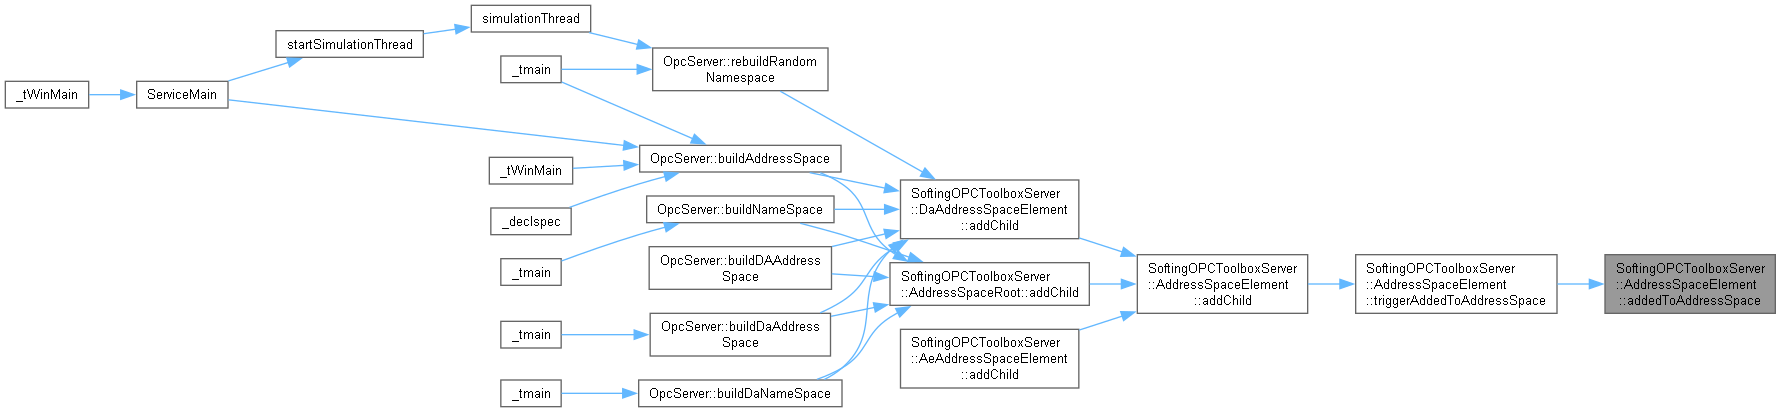 simulationThread
startSimulationThread
_tWinMain
ServiceMain
_tmain
OpcServer::rebuildRandom
Namespace
OpcServer::buildAddressSpace
_tWinMain
_declspec
OpcServer::buildNameSpace
_tmain
OpcServer::buildDAAddress
Space
_tmain
OpcServer::buildDaAddress
Space
_tmain
OpcServer::buildDaNameSpace
SoftingOPCToolboxServer
::DaAddressSpaceElement
::addChild
SoftingOPCToolboxServer
::AddressSpaceRoot::addChild
SoftingOPCToolboxServer
::AeAddressSpaceElement
::addChild
SoftingOPCToolboxServer
::AddressSpaceElement
::addChild
SoftingOPCToolboxServer
::AddressSpaceElement
::triggerAddedToAddressSpace
SoftingOPCToolboxServer
::AddressSpaceElement
::addedToAddressSpace